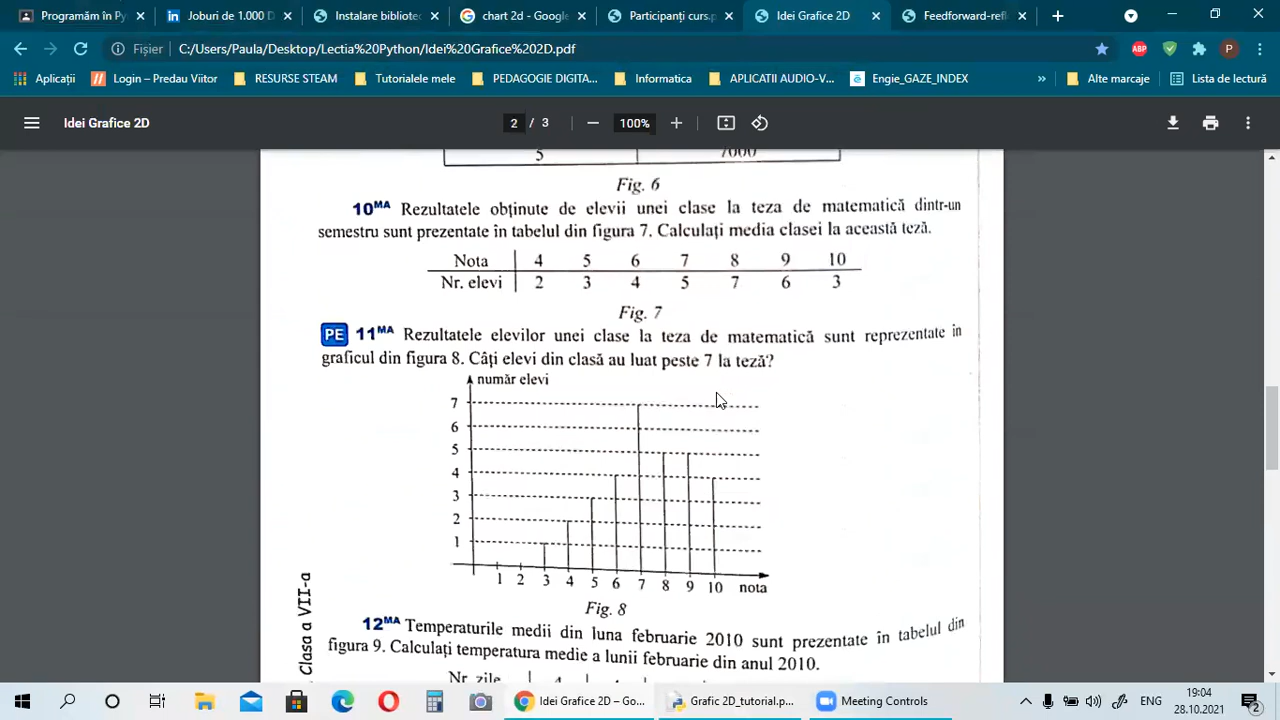 Programă în Py
Joburi de 1.000 D
Instalare bibliotec
chart 2d - Google
Participanți curs.p
Idei Grafice 2D
Feedforward-refl
Fișier
C:/Users/Paula/Desktop/Lectia%20Python/Idei%20Grafice%202D.pdf
ABP
P
Aplicații
Login – Predau Viitor
RESURSE STEAM
Tutorialele mele
PEDAGOGIE DIGITA...
Informatica
APLICATII AUDIO-V...
Engie_GAZE_INDEX
»
Alte marcaje
Lista de lectură
Idei Grafice 2D
2 / 3
100%
5 7000
Fig. 6
10ᴹᴬ Rezultatele obținute de elevii unei clase la teza de matematică dintr-un
semestru sunt prezentate în tabelul din figura 7. Calculați media clasei la această teză.
Nota 4 5 6 7 8 9 10
Nr. elevi 2 3 4 5 7 6 3
Fig. 7
PE 11ᴹᴬ Rezultatele elevilor unei clase la teza de matematică sunt reprezentate în
graficul din figura 8. Câți elevi din clasă au luat peste 7 la teză?
număr elevi
7
6
5
4
3
2
1
1 2 3 4 5 6 7 8 9 10 nota
Fig. 8
Clasa a VII-a
12ᴹᴬ Temperaturile medii din luna februarie 2010 sunt prezentate în tabelul din
figura 9. Calculați temperatura medie a lunii februarie din anul 2010.
Nr. zile
Idei Grafice 2D – Go...
Grafic 2D_tutorial.p...
Meeting Controls
ENG
19:04
28.10.2021
2